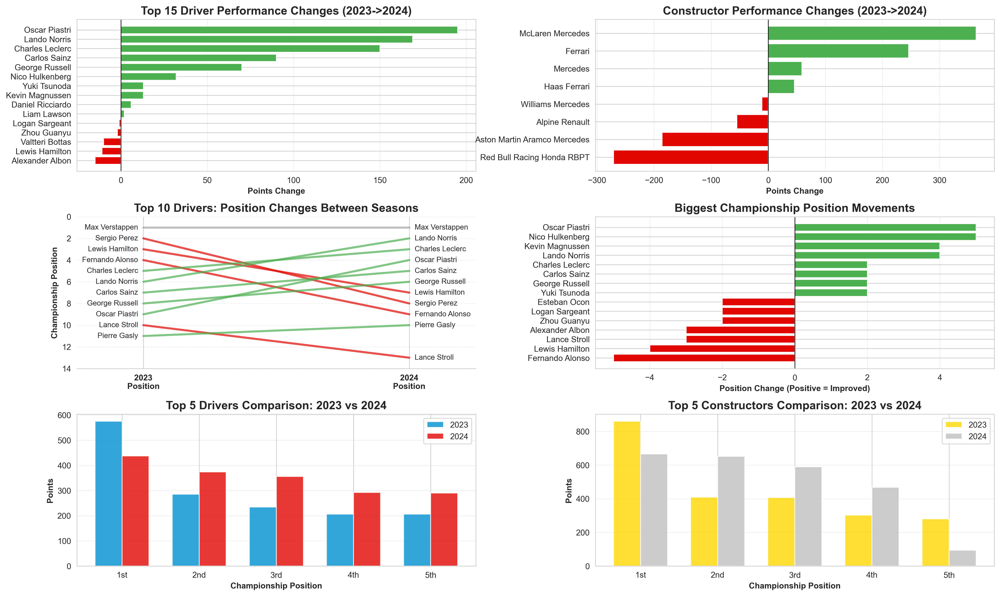 Top 15 Driver Performance Changes (2023->2024)
Oscar Piastri
Lando Norris
Charles Leclerc
Carlos Sainz
George Russell
Nico Hulkenberg
Yuki Tsunoda
Kevin Magnussen
Daniel Ricciardo
Liam Lawson
Logan Sargeant
Zhou Guanyu
Valtteri Bottas
Lewis Hamilton
Alexander Albon
0 50 100 150 200
Points Change
Constructor Performance Changes (2023->2024)
McLaren Mercedes
Ferrari
Mercedes
Haas Ferrari
Williams Mercedes
Alpine Renault
Aston Martin Aramco Mercedes
Red Bull Racing Honda RBPT
−300 −200 −100 0 100 200 300
Points Change
Top 10 Drivers: Position Changes Between Seasons
Championship Position
0
2
4
6
8
10
12
14
Max Verstappen
Sergio Perez
Lewis Hamilton
Fernando Alonso
Charles Leclerc
Lando Norris
Carlos Sainz
George Russell
Oscar Piastri
Lance Stroll
Pierre Gasly
Max Verstappen
Lando Norris
Charles Leclerc
Oscar Piastri
Carlos Sainz
George Russell
Lewis Hamilton
Sergio Perez
Fernando Alonso
Pierre Gasly
Lance Stroll
2023
Position
2024
Position
Biggest Championship Position Movements
Oscar Piastri
Nico Hulkenberg
Kevin Magnussen
Lando Norris
Charles Leclerc
Carlos Sainz
George Russell
Yuki Tsunoda
Esteban Ocon
Logan Sargeant
Zhou Guanyu
Alexander Albon
Lance Stroll
Lewis Hamilton
Fernando Alonso
−4 −2 0 2 4
Position Change (Positive = Improved)
Top 5 Drivers Comparison: 2023 vs 2024
Points
600
500
400
300
200
100
0
2023
2024
1st 2nd 3rd 4th 5th
Championship Position
Top 5 Constructors Comparison: 2023 vs 2024
Points
800
600
400
200
0
2023
2024
1st 2nd 3rd 4th 5th
Championship Position